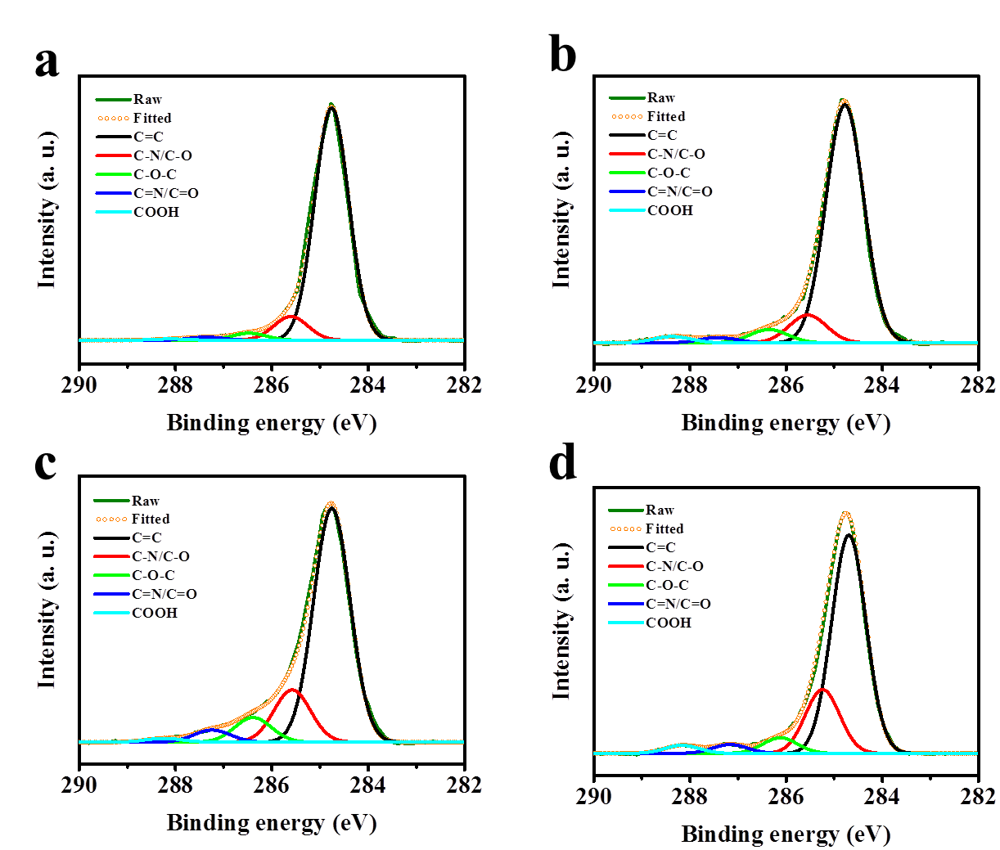 a
Raw
Fitted
C=C
C-N/C-O
C-O-C
C=N/C=O
COOH
Intensity (a. u.)
290 288 286 284 282
Binding energy (eV)
b
Raw
Fitted
C=C
C-N/C-O
C-O-C
C=N/C=O
COOH
Intensity (a. u.)
290 288 286 284 282
Binding energy (eV)
c
Raw
Fitted
C=C
C-N/C-O
C-O-C
C=N/C=O
COOH
Intensity (a. u.)
290 288 286 284 282
Binding energy (eV)
d
Raw
Fitted
C=C
C-N/C-O
C-O-C
C=N/C=O
COOH
Intensity (a. u.)
290 288 286 284 282
Binding energy (eV)